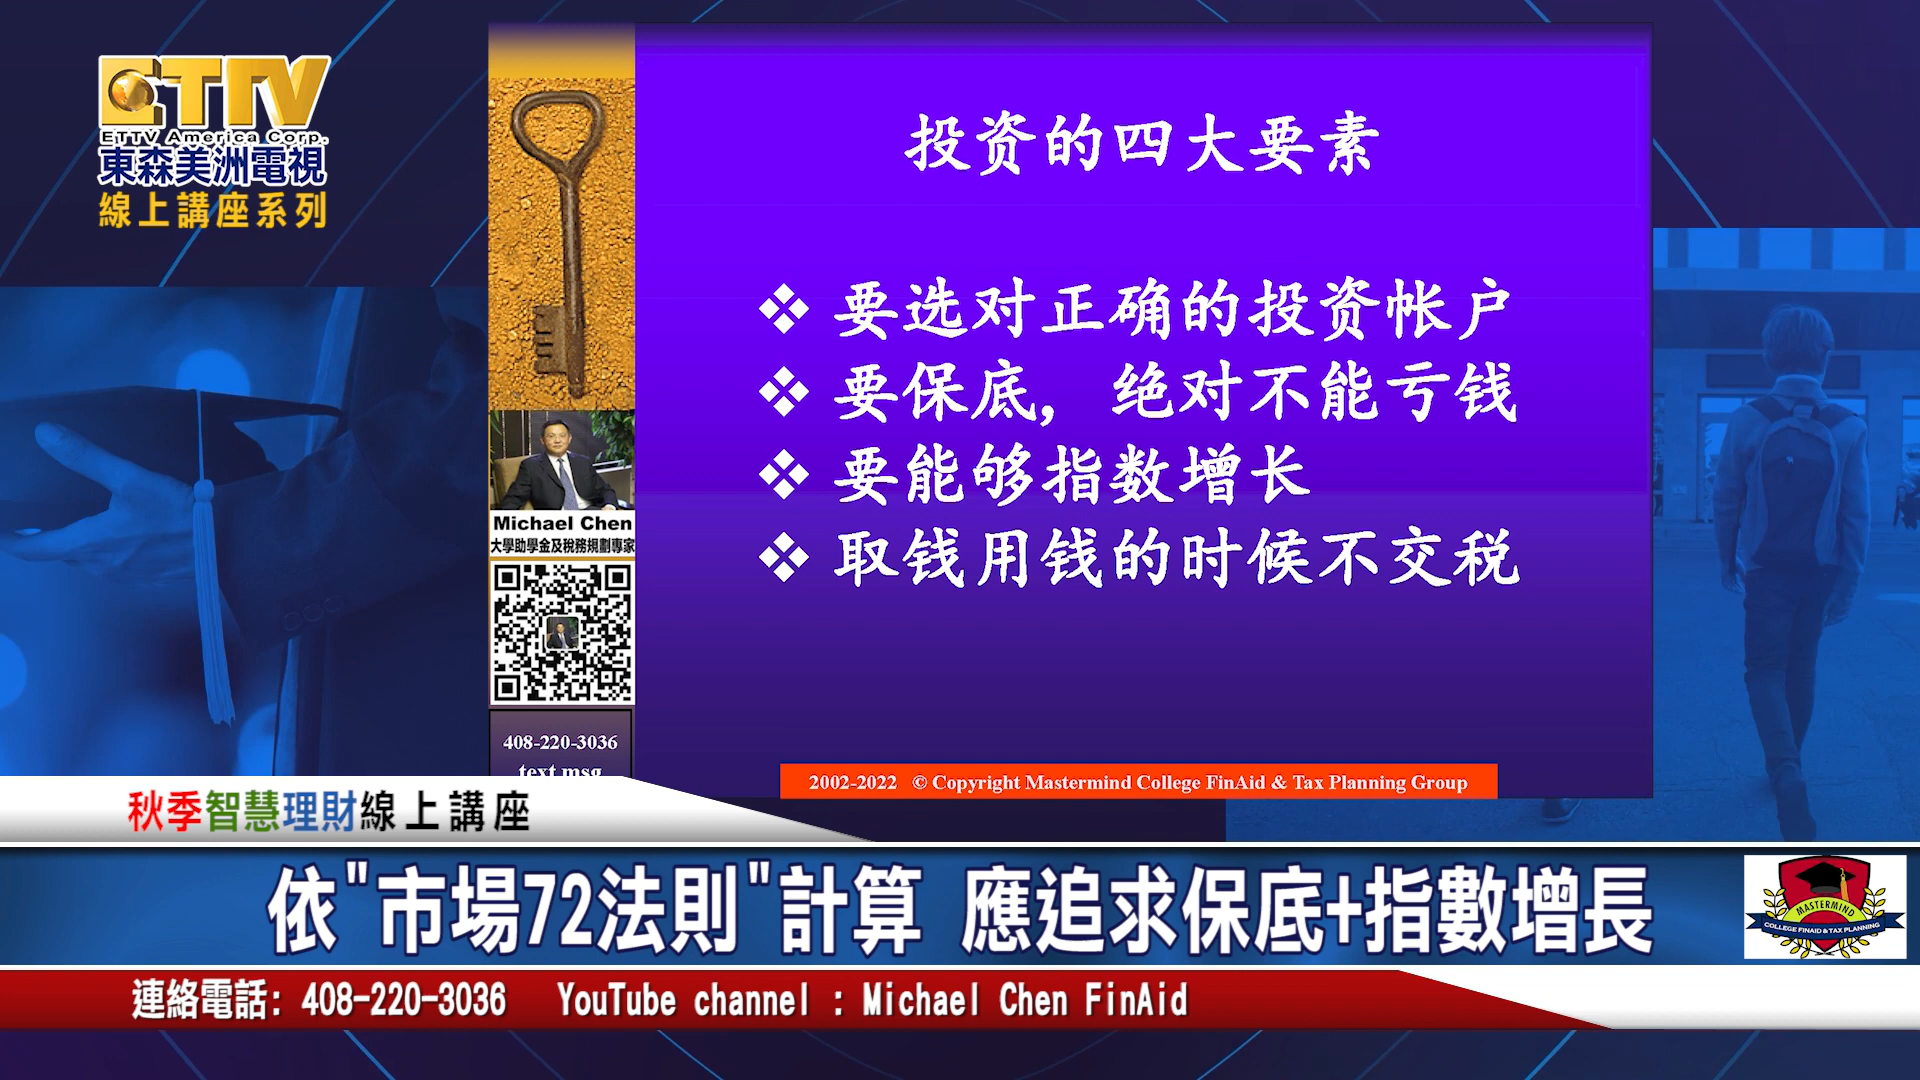 ETTV
ETTV America Corp.
東森美洲電視
線上講座系列
投资的四大要素
❖ 要选对正确的投资帐户
❖ 要保底，绝对不能亏钱
❖ 要能够指数增长
❖ 取钱用钱的时候不交税
Michael Chen
大學助學金及稅務規劃專家
408-220-3036
text msg
2002-2022 © Copyright Mastermind College FinAid & Tax Planning Group
秋季智慧理財線上講座
依"市場72法則"計算 應追求保底+指數增長
MASTERMIND
COLLEGE FINAID & TAX PLANNING
連絡電話: 408-220-3036 YouTube channel : Michael Chen FinAid